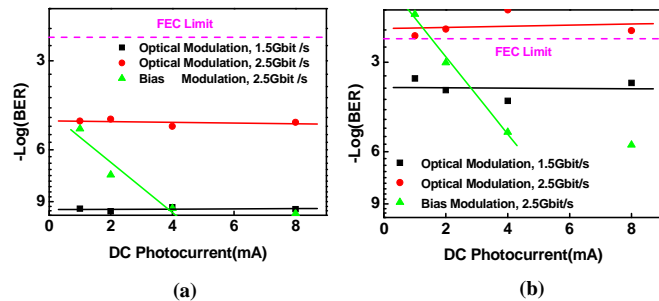 (a)
FEC Limit
Optical Modulation, 1.5Gbit /s
Optical Modulation, 2.5Gbit /s
Bias Modulation, 2.5Gbit /s
-Log(BER)
3
6
9
0 2 4 6 8
DC Photocurrent(mA)
(a)
(b)
FEC Limit
Optical Modulation, 1.5Gbit/s
Optical Modulation, 2.5Gbit/s
Bias Modulation, 2.5Gbit/s
-Log(BER)
3
6
9
0 2 4 6 8
DC Photocurrent(mA)
(b)